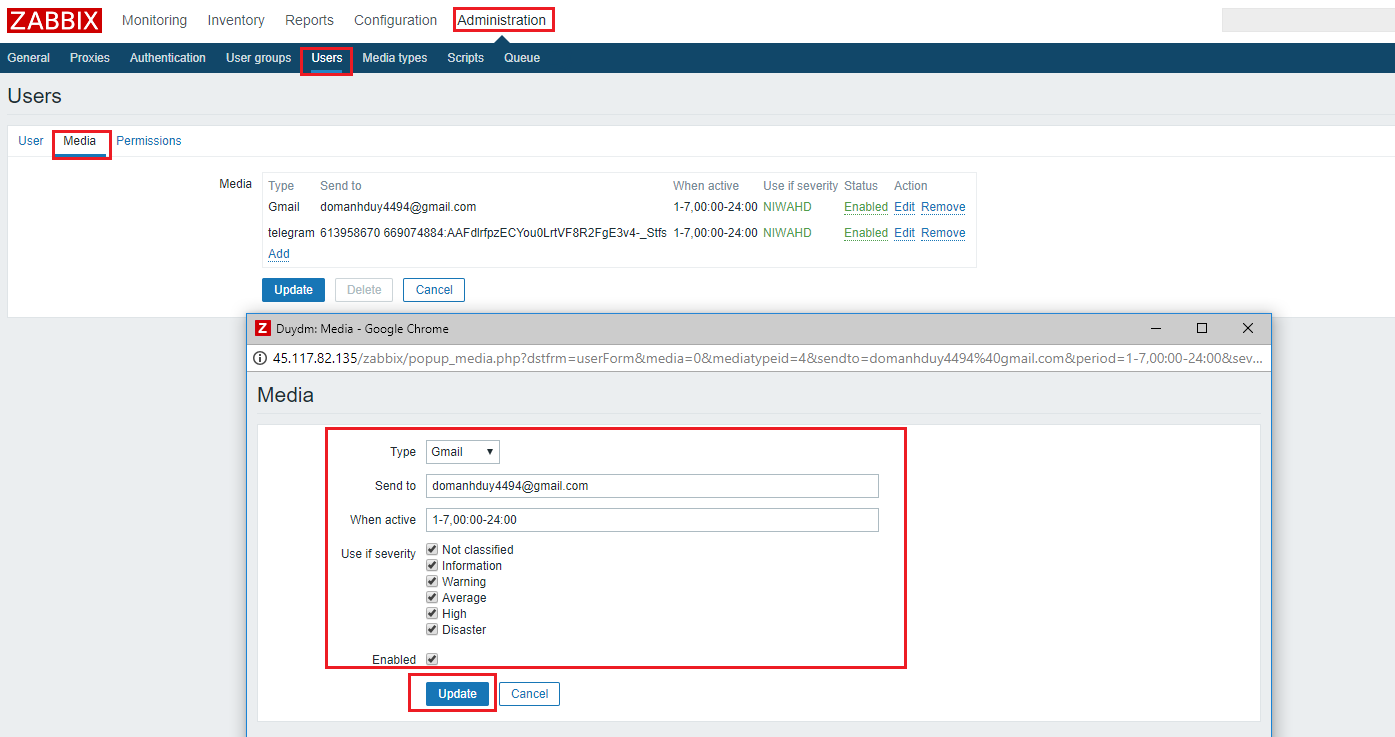 ZABBIX Monitoring Inventory Reports Configuration Administration
General Proxies Authentication User groups Users Media types Scripts Queue
Users
User Media Permissions
Media Type Send to When active Use if severity Status Action
Gmail domanhduy4494@gmail.com 1-7,00:00-24:00 NIWAHD Enabled Edit Remove
telegram 613958670 669074884:AAFdlrfpzECYou0LrtVF8R2FgE3v4-_Stfs 1-7,00:00-24:00 NIWAHD Enabled Edit Remove
Add
Update Delete Cancel
Z Duydm: Media - Google Chrome
45.117.82.135/zabbix/popup_media.php?dstfrm=userForm&media=0&mediatypeid=4&sendto=domanhduy4494%40gmail.com&period=1-7,00:00-24:00&sev...
Media
Type Gmail
Send to domanhduy4494@gmail.com
When active 1-7,00:00-24:00
Use if severity Not classified
Information
Warning
Average
High
Disaster
Enabled
Update Cancel